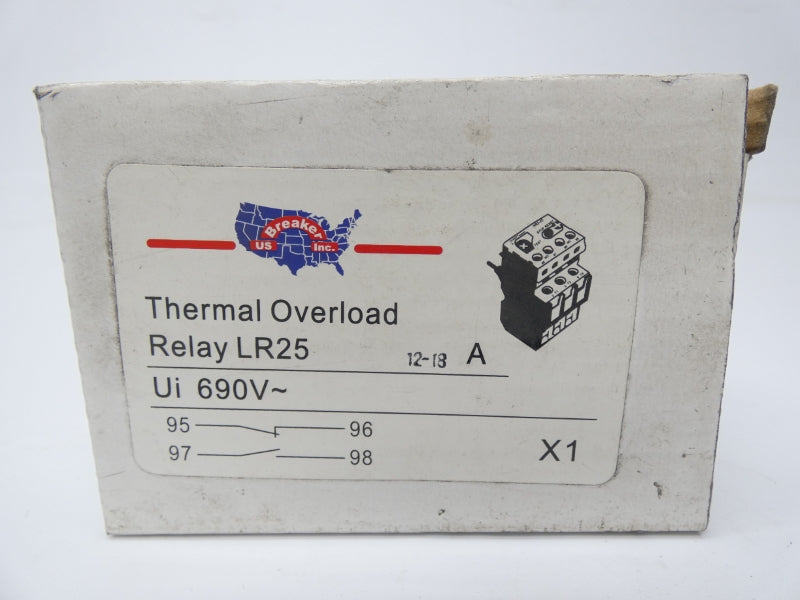 Breaker
US Inc.
Thermal Overload
Relay LR25 12-18 A
Ui 690V~
95 96
97 98
X1